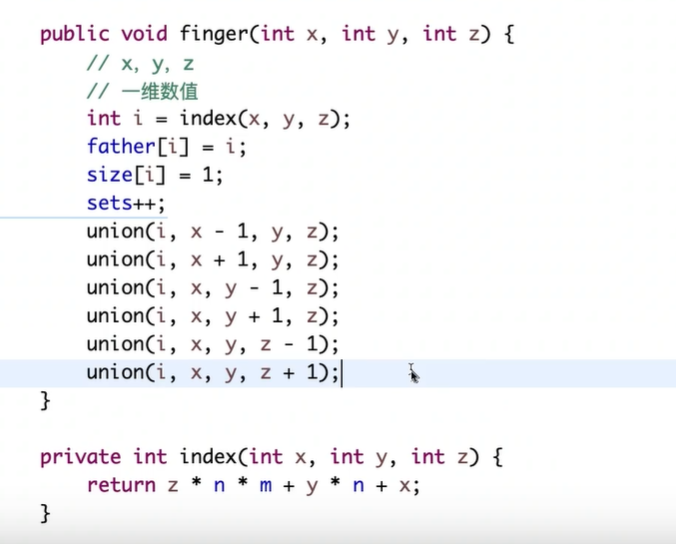 public void finger(int x, int y, int z) {
// x, y, z
// 一维数值
int i = index(x, y, z);
father[i] = i;
size[i] = 1;
sets++;
union(i, x - 1, y, z);
union(i, x + 1, y, z);
union(i, x, y - 1, z);
union(i, x, y + 1, z);
union(i, x, y, z - 1);
union(i, x, y, z + 1);
}
private int index(int x, int y, int z) {
return z * n * m + y * n + x;
}